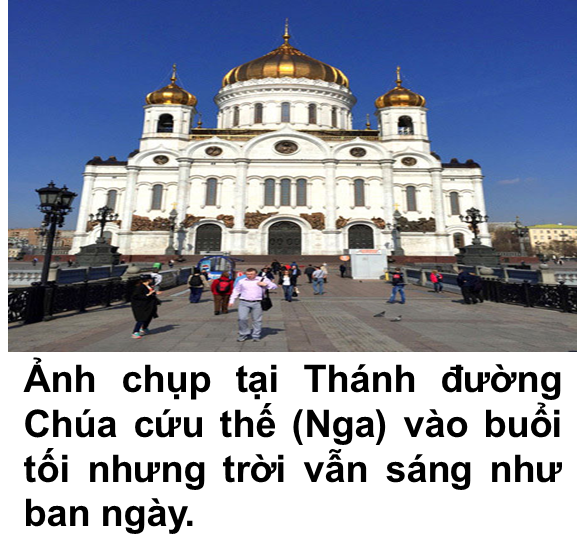 Ảnh chụp tại Thánh đường
Chúa cứu thế (Nga) vào buổi
tối nhưng trời vẫn sáng như
ban ngày.